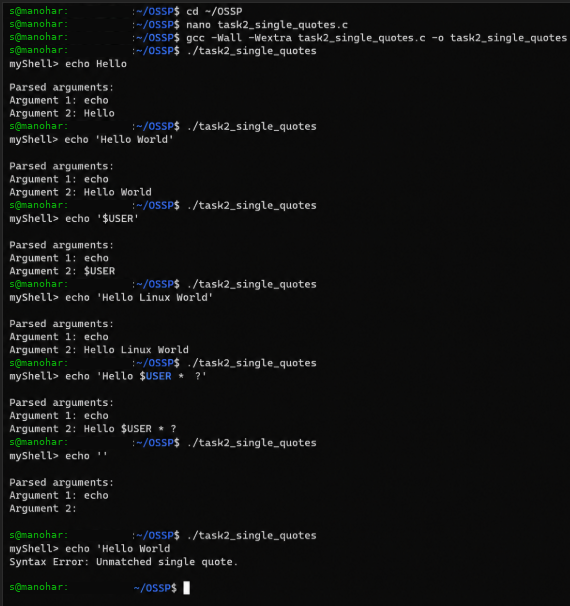 s@manohar: :~/OSSP$ cd ~/OSSP
s@manohar: :~/OSSP$ nano task2_single_quotes.c
s@manohar: :~/OSSP$ gcc -Wall -Wextra task2_single_quotes.c -o task2_single_quotes
s@manohar: :~/OSSP$ ./task2_single_quotes
myShell> echo Hello
Parsed arguments:
Argument 1: echo
Argument 2: Hello
s@manohar: :~/OSSP$ ./task2_single_quotes
myShell> echo 'Hello World'
Parsed arguments:
Argument 1: echo
Argument 2: Hello World
s@manohar: :~/OSSP$ ./task2_single_quotes
myShell> echo '$USER'
Parsed arguments:
Argument 1: echo
Argument 2: $USER
s@manohar: :~/OSSP$ ./task2_single_quotes
myShell> echo 'Hello Linux World'
Parsed arguments:
Argument 1: echo
Argument 2: Hello Linux World
s@manohar: :~/OSSP$ ./task2_single_quotes
myShell> echo 'Hello $USER * ?'
Parsed arguments:
Argument 1: echo
Argument 2: Hello $USER * ?
s@manohar: :~/OSSP$ ./task2_single_quotes
myShell> echo ''
Parsed arguments:
Argument 1: echo
Argument 2:
s@manohar: :~/OSSP$ ./task2_single_quotes
myShell> echo 'Hello World
Syntax Error: Unmatched single quote.
s@manohar: ~/OSSP$